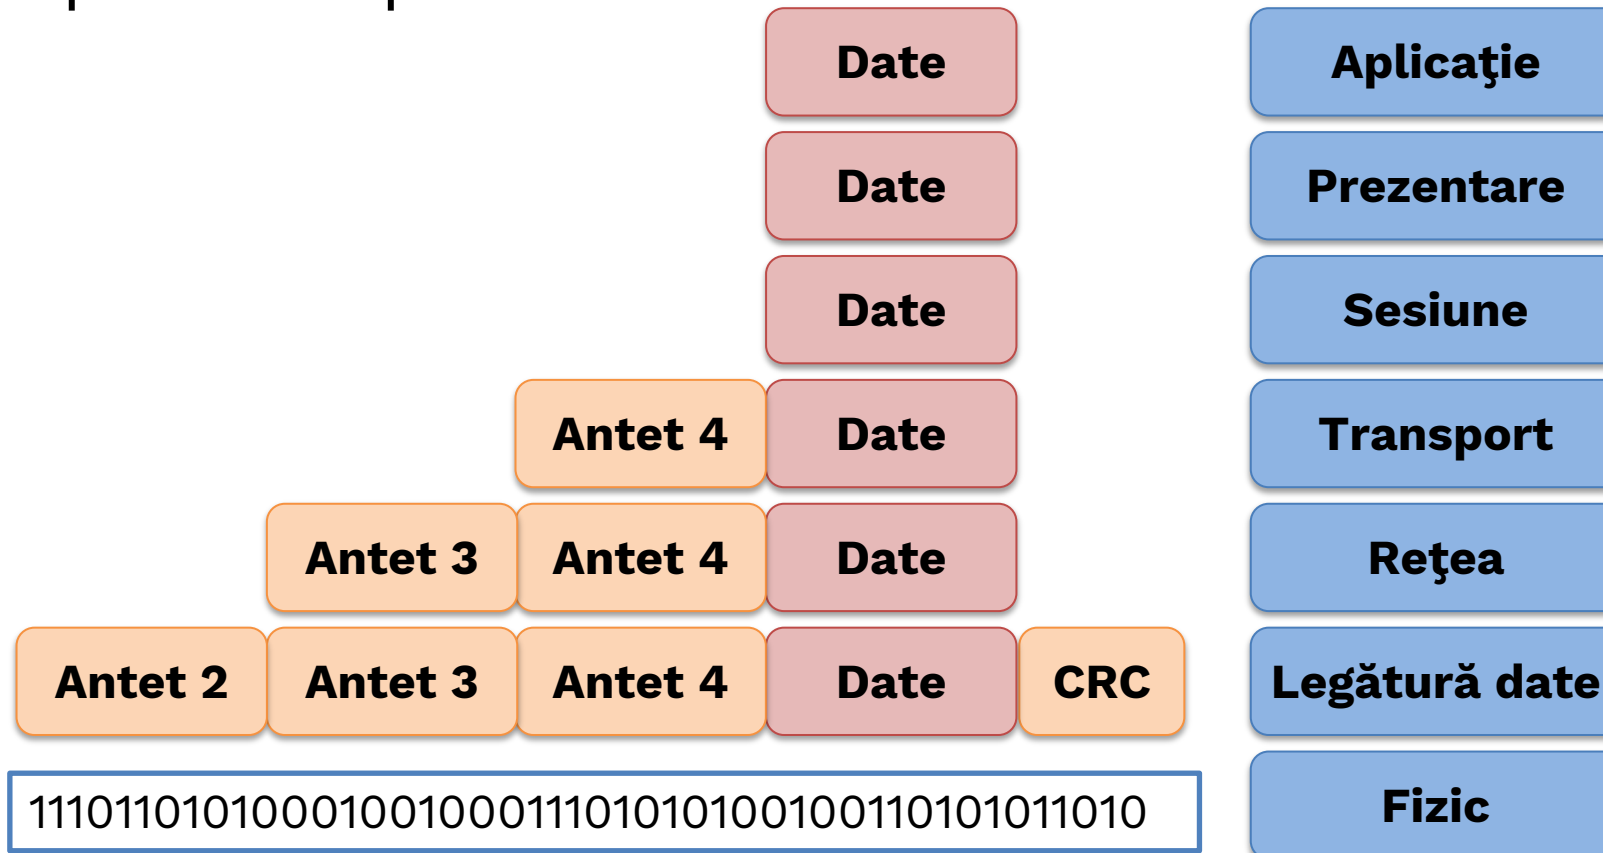 Date Aplicaţie
Date Prezentare
Date Sesiune
Antet 4 Date Transport
Antet 3 Antet 4 Date Reţea
Antet 2 Antet 3 Antet 4 Date CRC Legătură date
1110110101000100100011101010100100110101011010 Fizic